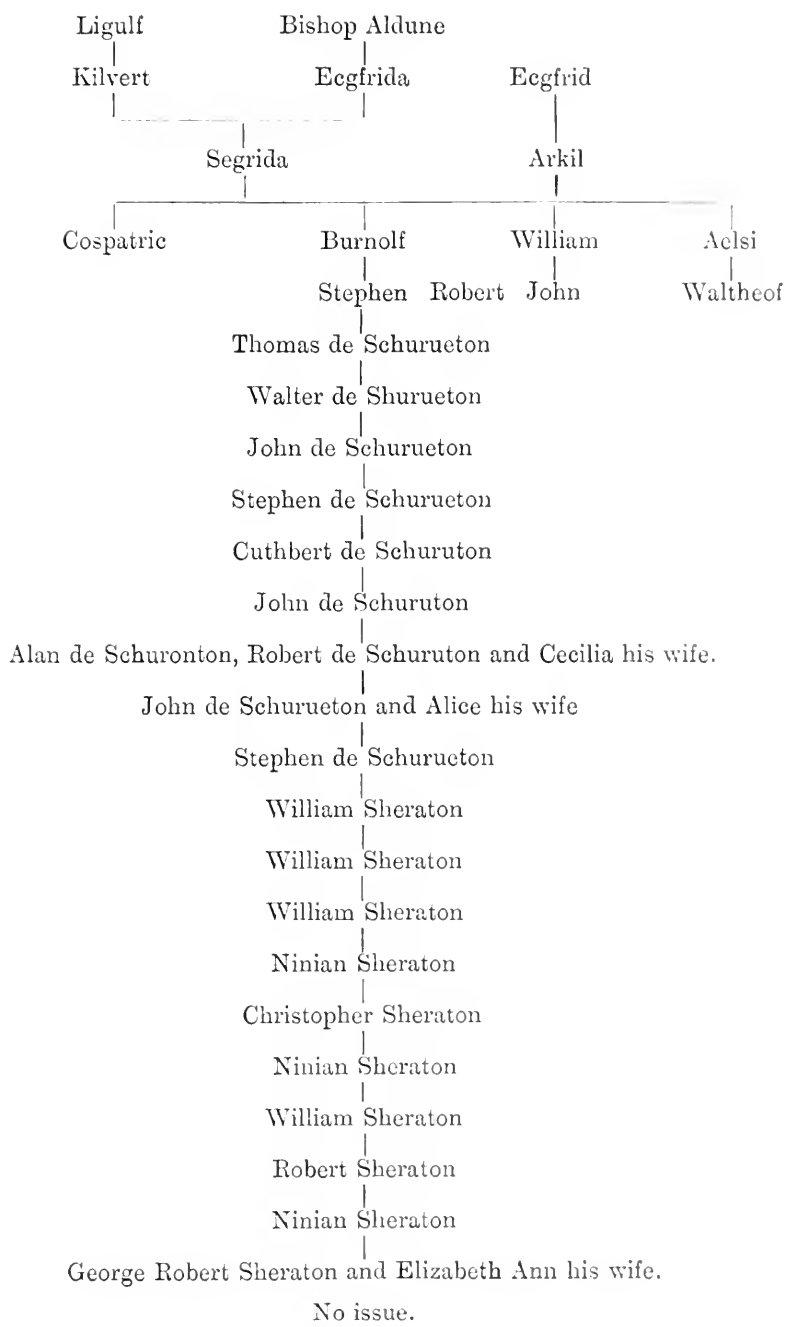 Ligulf Bishop Aldune
Kilvert Ecgfrida Ecgfrid
Segrida Arkil
Cospatric Burnolf William Aelsi
Stephen Robert John Waltheof
Thomas de Schurueton
Walter de Shurueton
John de Schurueton
Stephen de Schurueton
Cuthbert de Schuruton
John de Schuruton
Alan de Schuronton, Robert de Schuruton and Cecilia his wife.
John de Schurueton and Alice his wife
Stephen de Schurueton
William Sheraton
William Sheraton
William Sheraton
Ninian Sheraton
Christopher Sheraton
Ninian Sheraton
William Sheraton
Robert Sheraton
Ninian Sheraton
George Robert Sheraton and Elizabeth Ann his wife.
No issue.